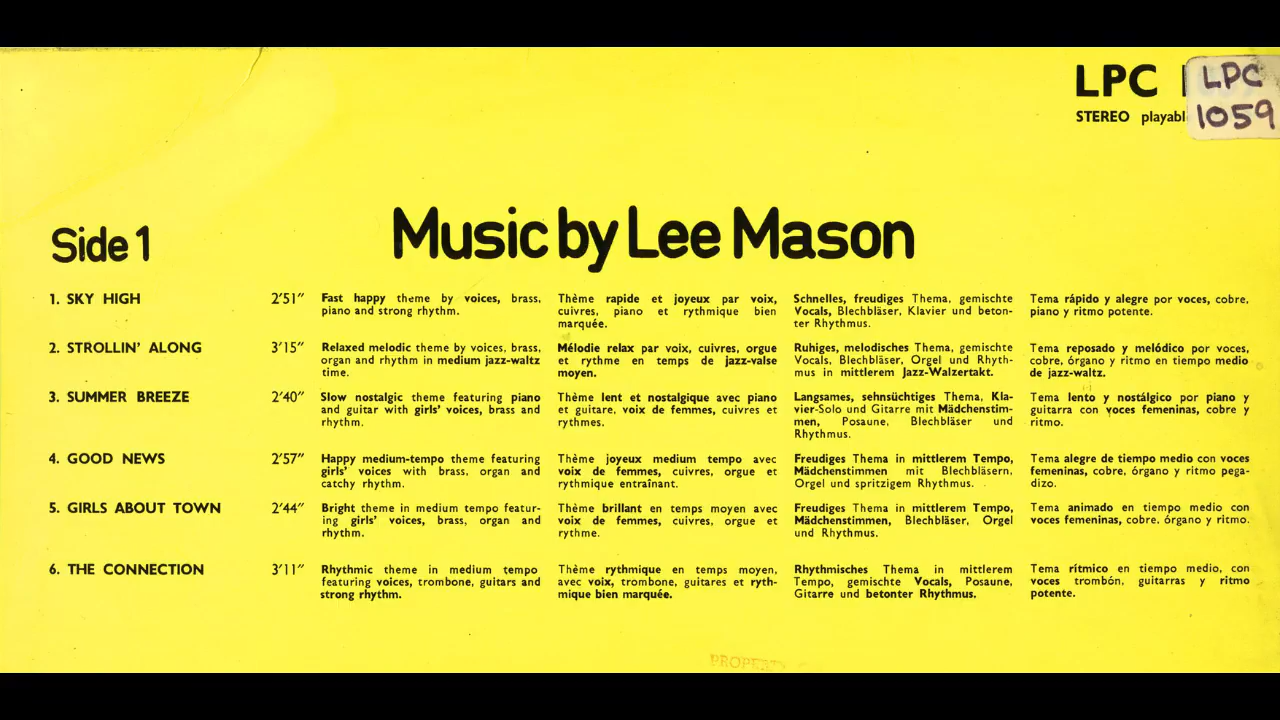 LPC
STEREO playabl
LPC
1059
Side 1
Music by Lee Mason
1. SKY HIGH
2'51"
Fast happy theme by voices, brass,
piano and strong rhythm.
Thème rapide et joyeux par voix,
cuivres, piano et rythmique bien
marquée.
Schnelles, freudiges Thema, gemischte
Vocals, Blechbläser, Klavier und beton-
ter Rhythmus.
Tema rápido y alegre por voces, cobre,
piano y ritmo potente.
2. STROLLIN' ALONG
3'15"
Relaxed melodic theme by voices, brass,
organ and rhythm in medium jazz-waltz
time.
Mélodie relax par voix, cuivres, orgue
et rythme en temps de jazz-valse
moyen.
Ruhiges, melodisches Thema, gemischte
Vocals, Blechbläser, Orgel und Rhyth-
mus in mittlerem Jazz-Walzertakt.
Tema reposado y melódico por voces,
cobre, órgano y ritmo en tiempo medio
de jazz-waltz.
3. SUMMER BREEZE
2'40"
Slow nostalgic theme featuring piano
and guitar with girls' voices, brass and
rhythm.
Thème lent et nostalgique avec piano
et guitare, voix de femmes, cuivres et
rythmes.
Langsames, sehnsüchtiges Thema, Kla-
vier-Solo und Gitarre mit Mädchenstim-
men, Posaune, Blechbläser und
Rhythmus.
Tema lento y nostálgico por piano y
guitarra con voces femeninas, cobre y
ritmo.
4. GOOD NEWS
2'57"
Happy medium-tempo theme featuring
girls' voices with brass, organ and
catchy rhythm.
Thème joyeux medium tempo avec
voix de femmes, cuivres, orgue et
rythmique entraînant.
Freudiges Thema in mittlerem Tempo,
Mädchenstimmen mit Blechbläsern,
Orgel und spritzigem Rhythmus.
Tema alegre de tiempo medio con voces
femeninas, cobre, órgano y ritmo pega-
dizo.
5. GIRLS ABOUT TOWN
2'44"
Bright theme in medium tempo featur-
ing girls' voices, brass, organ and
rhythm.
Thème brillant en temps moyen avec
voix de femmes, cuivres, orgue et
rythme.
Freudiges Thema in mittlerem Tempo,
Mädchenstimmen, Blechbläser, Orgel
und Rhythmus.
Tema animado en tiempo medio con
voces femeninas, cobre, órgano y ritmo.
6. THE CONNECTION
3'11"
Rhythmic theme in medium tempo
featuring voices, trombone, guitars and
strong rhythm.
Thème rythmique en temps moyen,
avec voix, trombone, guitares et ryth-
mique bien marquée.
Rhythmisches Thema in mittlerem
Tempo, gemischte Vocals, Posaune,
Gitarre und betonter Rhythmus.
Tema rítmico en tiempo medio, con
voces trombón, guitarras y ritmo
potente.